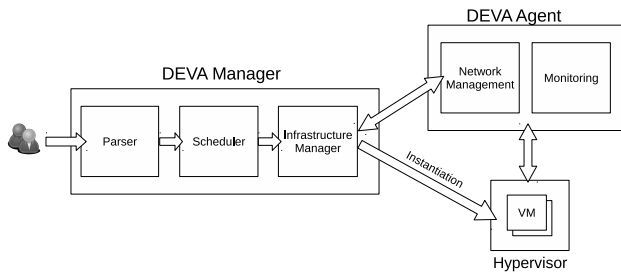 DEVA Agent
DEVA Manager
Network
Management
Monitoring
Parser
Scheduler
Infrastructure
Manager
Instantiation
VM
Hypervisor